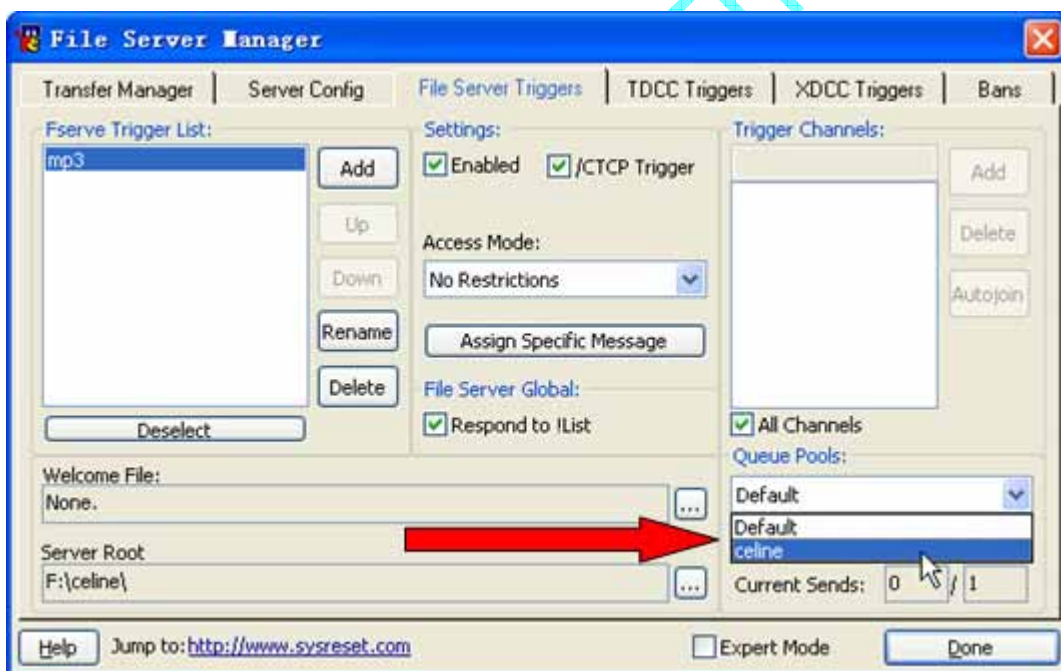 File Server Manager
Transfer Manager
Server Config
File Server Triggers
TDCC Triggers
XDCC Triggers
Bans
Fserve Trigger List:
mp3
Add
Up
Down
Rename
Delete
Deselect
Settings:
Enabled
/CTCP Trigger
Access Mode:
No Restrictions
Assign Specific Message
File Server Global:
Respond to !List
Trigger Channels:
Add
Delete
Autojoin
All Channels
Queue Pools:
Default
Default
celine
Current Sends: 0 / 1
Welcome File:
None.
...
Server Root
F:\celine\
...
Help
Jump to: http://www.sysreset.com
Expert Mode
Done